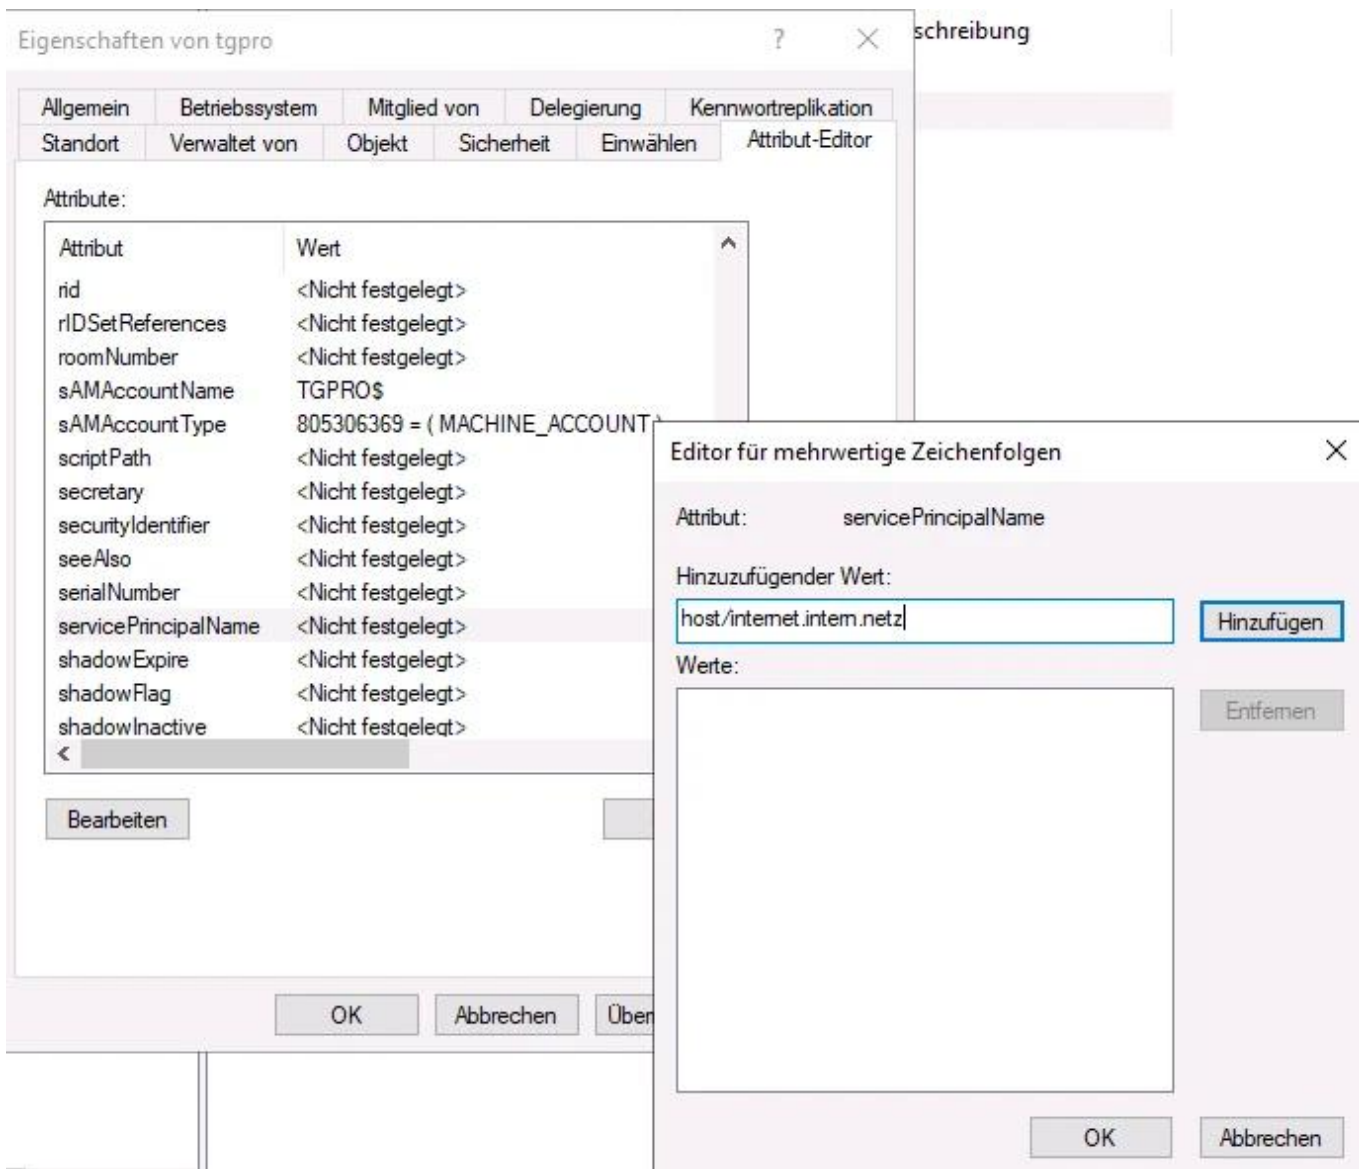 Eigenschaften von tgpro ? ×
schreibung
Allgemein Betriebssystem Mitglied von Delegierung Kennwortreplikation
Standort Verwaltet von Objekt Sicherheit Einwählen Attribut-Editor
Attribute:
Attribut Wert
rid <Nicht festgelegt>
rIDSetReferences <Nicht festgelegt>
roomNumber <Nicht festgelegt>
sAMAccountName TGPRO$
sAMAccountType 805306369 = ( MACHINE_ACCOUNT )
scriptPath <Nicht festgelegt>
secretary <Nicht festgelegt>
securityIdentifier <Nicht festgelegt>
seeAlso <Nicht festgelegt>
serialNumber <Nicht festgelegt>
servicePrincipalName <Nicht festgelegt>
shadowExpire <Nicht festgelegt>
shadowFlag <Nicht festgelegt>
shadowInactive <Nicht festgelegt>
Bearbeiten
OK Abbrechen Über
Editor für mehrwertige Zeichenfolgen
Attribut: servicePrincipalName
Hinzuzufügender Wert:
host/internet.intern.netz
Hinzufügen
Werte:
Entfernen
OK Abbrechen